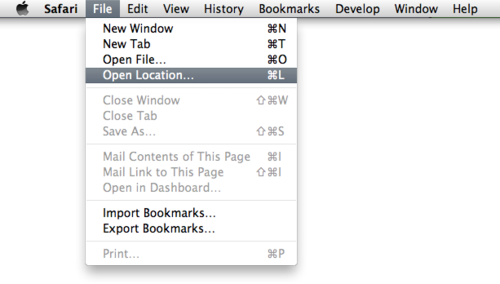 Safari File Edit View History Bookmarks Develop Window Help
New Window ⌘N
New Tab ⌘T
Open File... ⌘O
Open Location... ⌘L
Close Window ⇧⌘W
Close Tab
Save As... ⇧⌘S
Mail Contents of This Page ⌘I
Mail Link to This Page ⇧⌘I
Open in Dashboard...
Import Bookmarks...
Export Bookmarks...
Print... ⌘P